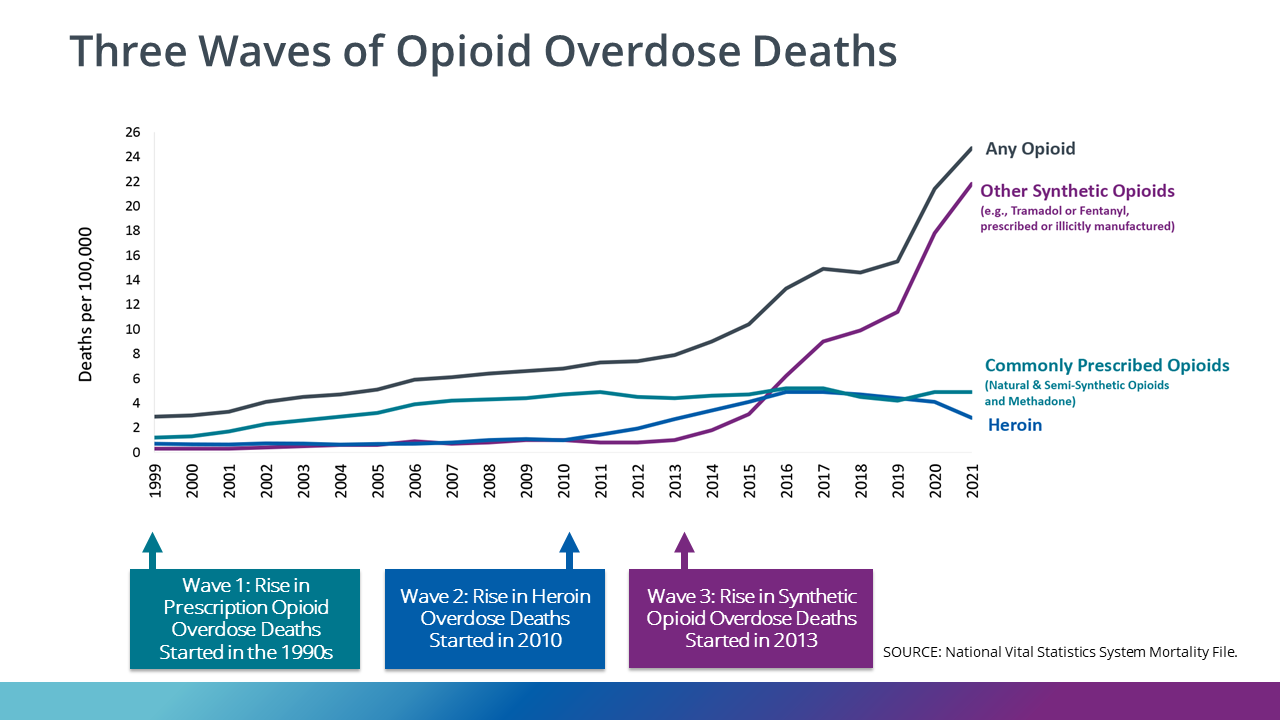 Three Waves of Opioid Overdose Deaths
26
24
22
20
18
16
14
12
10
8
6
4
2
0
Deaths per 100,000
1999
2000
2001
2002
2003
2004
2005
2006
2007
2008
2009
2010
2011
2012
2013
2014
2015
2016
2017
2018
2019
2020
2021
Any Opioid
Other Synthetic Opioids
(e.g., Tramadol or Fentanyl,
prescribed or illicitly manufactured)
Commonly Prescribed Opioids
(Natural & Semi-Synthetic Opioids
and Methadone)
Heroin
Wave 1: Rise in
Prescription Opioid
Overdose Deaths
Started in the 1990s
Wave 2: Rise in Heroin
Overdose Deaths
Started in 2010
Wave 3: Rise in Synthetic
Opioid Overdose Deaths
Started in 2013
SOURCE: National Vital Statistics System Mortality File.